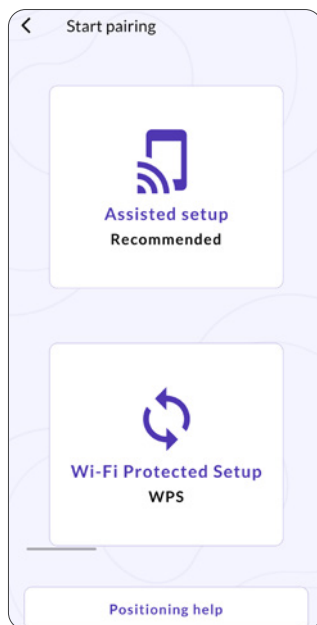 Start pairing
Assisted setup
Recommended
Wi-Fi Protected Setup
WPS
Positioning help